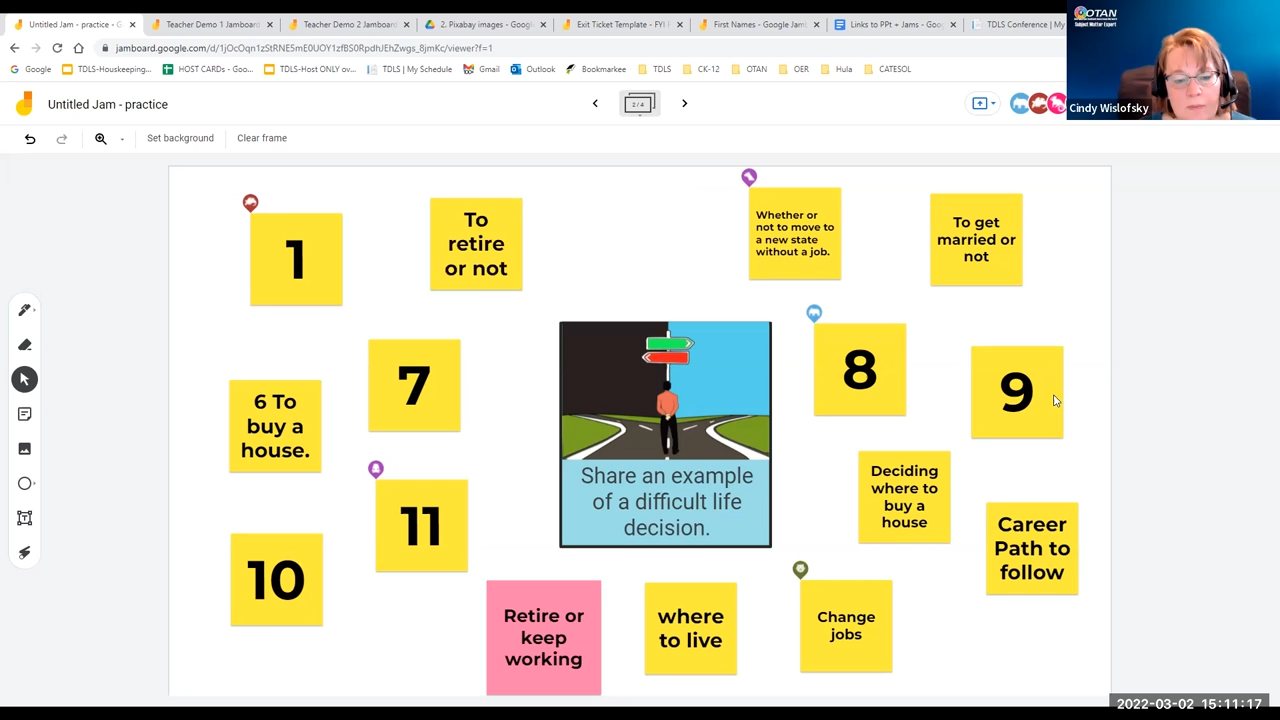 Untitled Jam - practice - G
Teacher Demo 1 Jamboard
Teacher Demo 2 Jamboard
2. Pixabay images - Google
Exit Ticket Template - FYI
First Names - Google Jam
Links to PPt + Jams - Goo
TDLS Conference | My
jamboard.google.com/d/1jOcOqn1zStRNE5mE0UOY1zfBS0RpdhJEhZwgs_8jmKc/viewer?f=1
Google
TDLS-Housekeeping...
HOST CARDs - Goo...
TDLS-Host ONLY ov...
TDLS | My Schedule
Gmail
Outlook
Bookmarkee
TDLS
CK-12
OTAN
OER
Hula
CATESOL
OTAN
Subject Matter Expert
Cindy Wislofsky
Untitled Jam - practice
2 / 4
Set background
Clear frame
1
To
retire
or not
Whether or
not to move to
a new state
without a job.
To get
married or
not
7
8
9
6 To
buy a
house.
Share an example
of a difficult life
decision.
11
Deciding
where to
buy a
house
Career
Path to
follow
10
Retire or
keep
working
where
to live
Change
jobs
2022-03-02 15:11:17